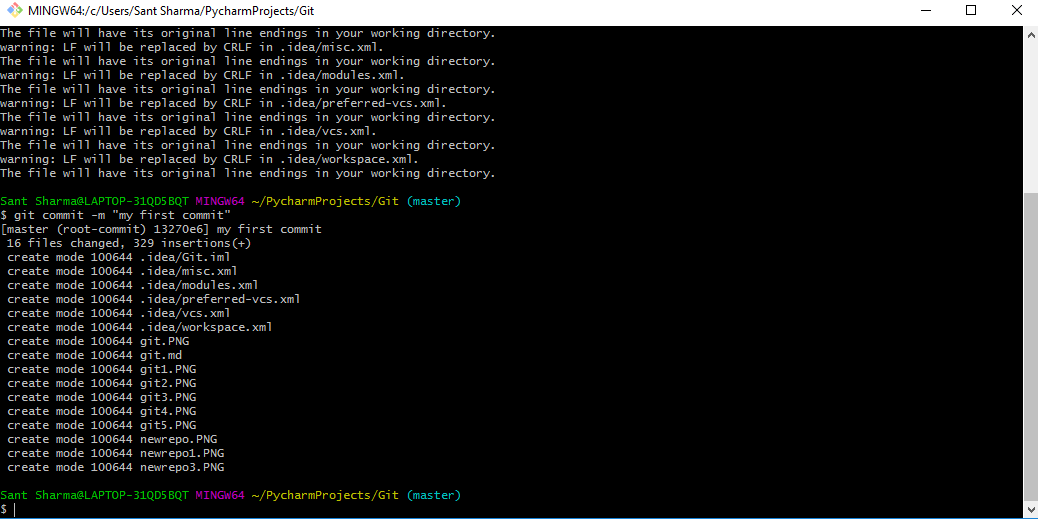 MINGW64:/c/Users/Sant Sharma/PycharmProjects/Git
The file will have its original line endings in your working directory.
warning: LF will be replaced by CRLF in .idea/misc.xml.
The file will have its original line endings in your working directory.
warning: LF will be replaced by CRLF in .idea/modules.xml.
The file will have its original line endings in your working directory.
warning: LF will be replaced by CRLF in .idea/preferred-vcs.xml.
The file will have its original line endings in your working directory.
warning: LF will be replaced by CRLF in .idea/vcs.xml.
The file will have its original line endings in your working directory.
warning: LF will be replaced by CRLF in .idea/workspace.xml.
The file will have its original line endings in your working directory.
Sant Sharma@LAPTOP-31QD5BQT MINGW64 ~/PycharmProjects/Git (master)
$ git commit -m "my first commit"
[master (root-commit) 13270e6] my first commit
 16 files changed, 329 insertions(+)
 create mode 100644 .idea/Git.iml
 create mode 100644 .idea/misc.xml
 create mode 100644 .idea/modules.xml
 create mode 100644 .idea/preferred-vcs.xml
 create mode 100644 .idea/vcs.xml
 create mode 100644 .idea/workspace.xml
 create mode 100644 git.PNG
 create mode 100644 git.md
 create mode 100644 git1.PNG
 create mode 100644 git2.PNG
 create mode 100644 git3.PNG
 create mode 100644 git4.PNG
 create mode 100644 git5.PNG
 create mode 100644 newrepo.PNG
 create mode 100644 newrepo1.PNG
 create mode 100644 newrepo3.PNG
Sant Sharma@LAPTOP-31QD5BQT MINGW64 ~/PycharmProjects/Git (master)
$